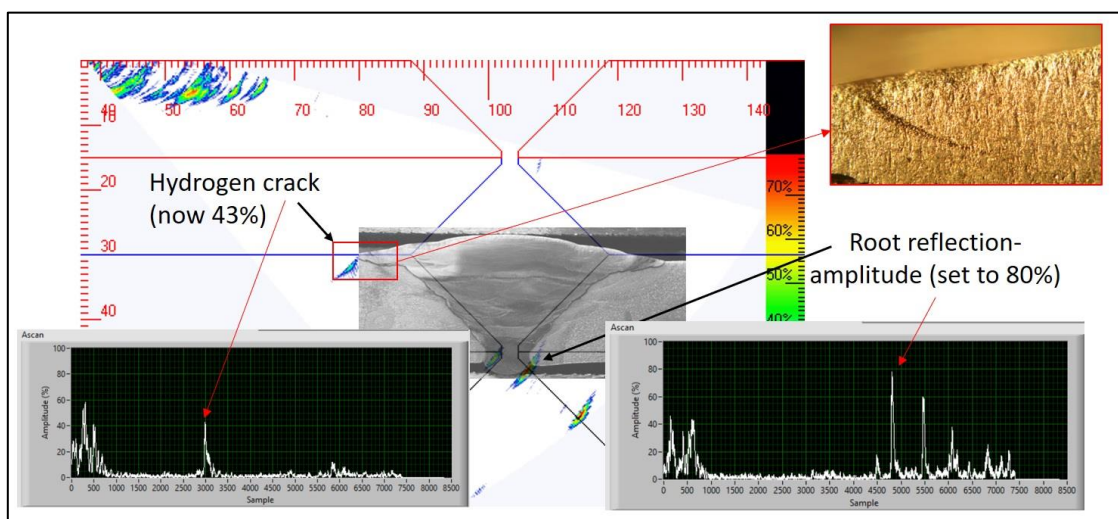 40 50 60 70 80 90 100 110 120 130 140
10
20
30
40
70%
60%
50%
40%
Hydrogen crack
(now 43%)
Root reflection-
amplitude (set to 80%)
Ascan
100
80
60
40
20
0
Amplitude (%)
0 500 1000 1500 2000 2500 3000 3500 4000 4500 5000 5500 6000 6500 7000 7500 8000 8500
Sample
Ascan
100
80
60
40
20
0
Amplitude (%)
0 500 1000 1500 2000 2500 3000 3500 4000 4500 5000 5500 6000 6500 7000 7500 8000 8500
Sample